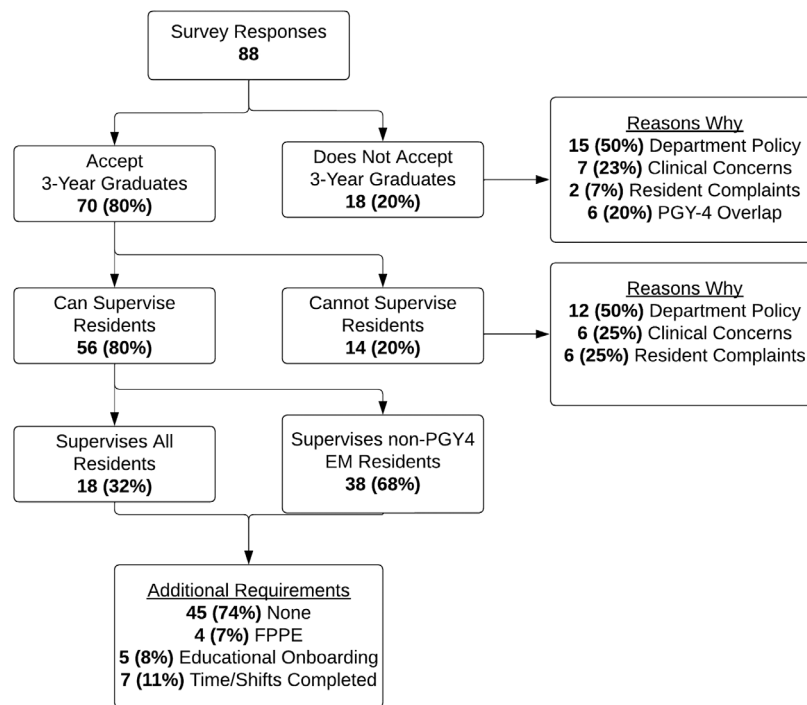 Survey Responses
88
Accept
3-Year Graduates
70 (80%)
Does Not Accept
3-Year Graduates
18 (20%)
Reasons Why
15 (50%) Department Policy
7 (23%) Clinical Concerns
2 (7%) Resident Complaints
6 (20%) PGY-4 Overlap
Can Supervise
Residents
56 (80%)
Cannot Supervise
Residents
14 (20%)
Reasons Why
12 (50%) Department Policy
6 (25%) Clinical Concerns
6 (25%) Resident Complaints
Supervises All
Residents
18 (32%)
Supervises non-PGY4
EM Residents
38 (68%)
Additional Requirements
45 (74%) None
4 (7%) FPPE
5 (8%) Educational Onboarding
7 (11%) Time/Shifts Completed